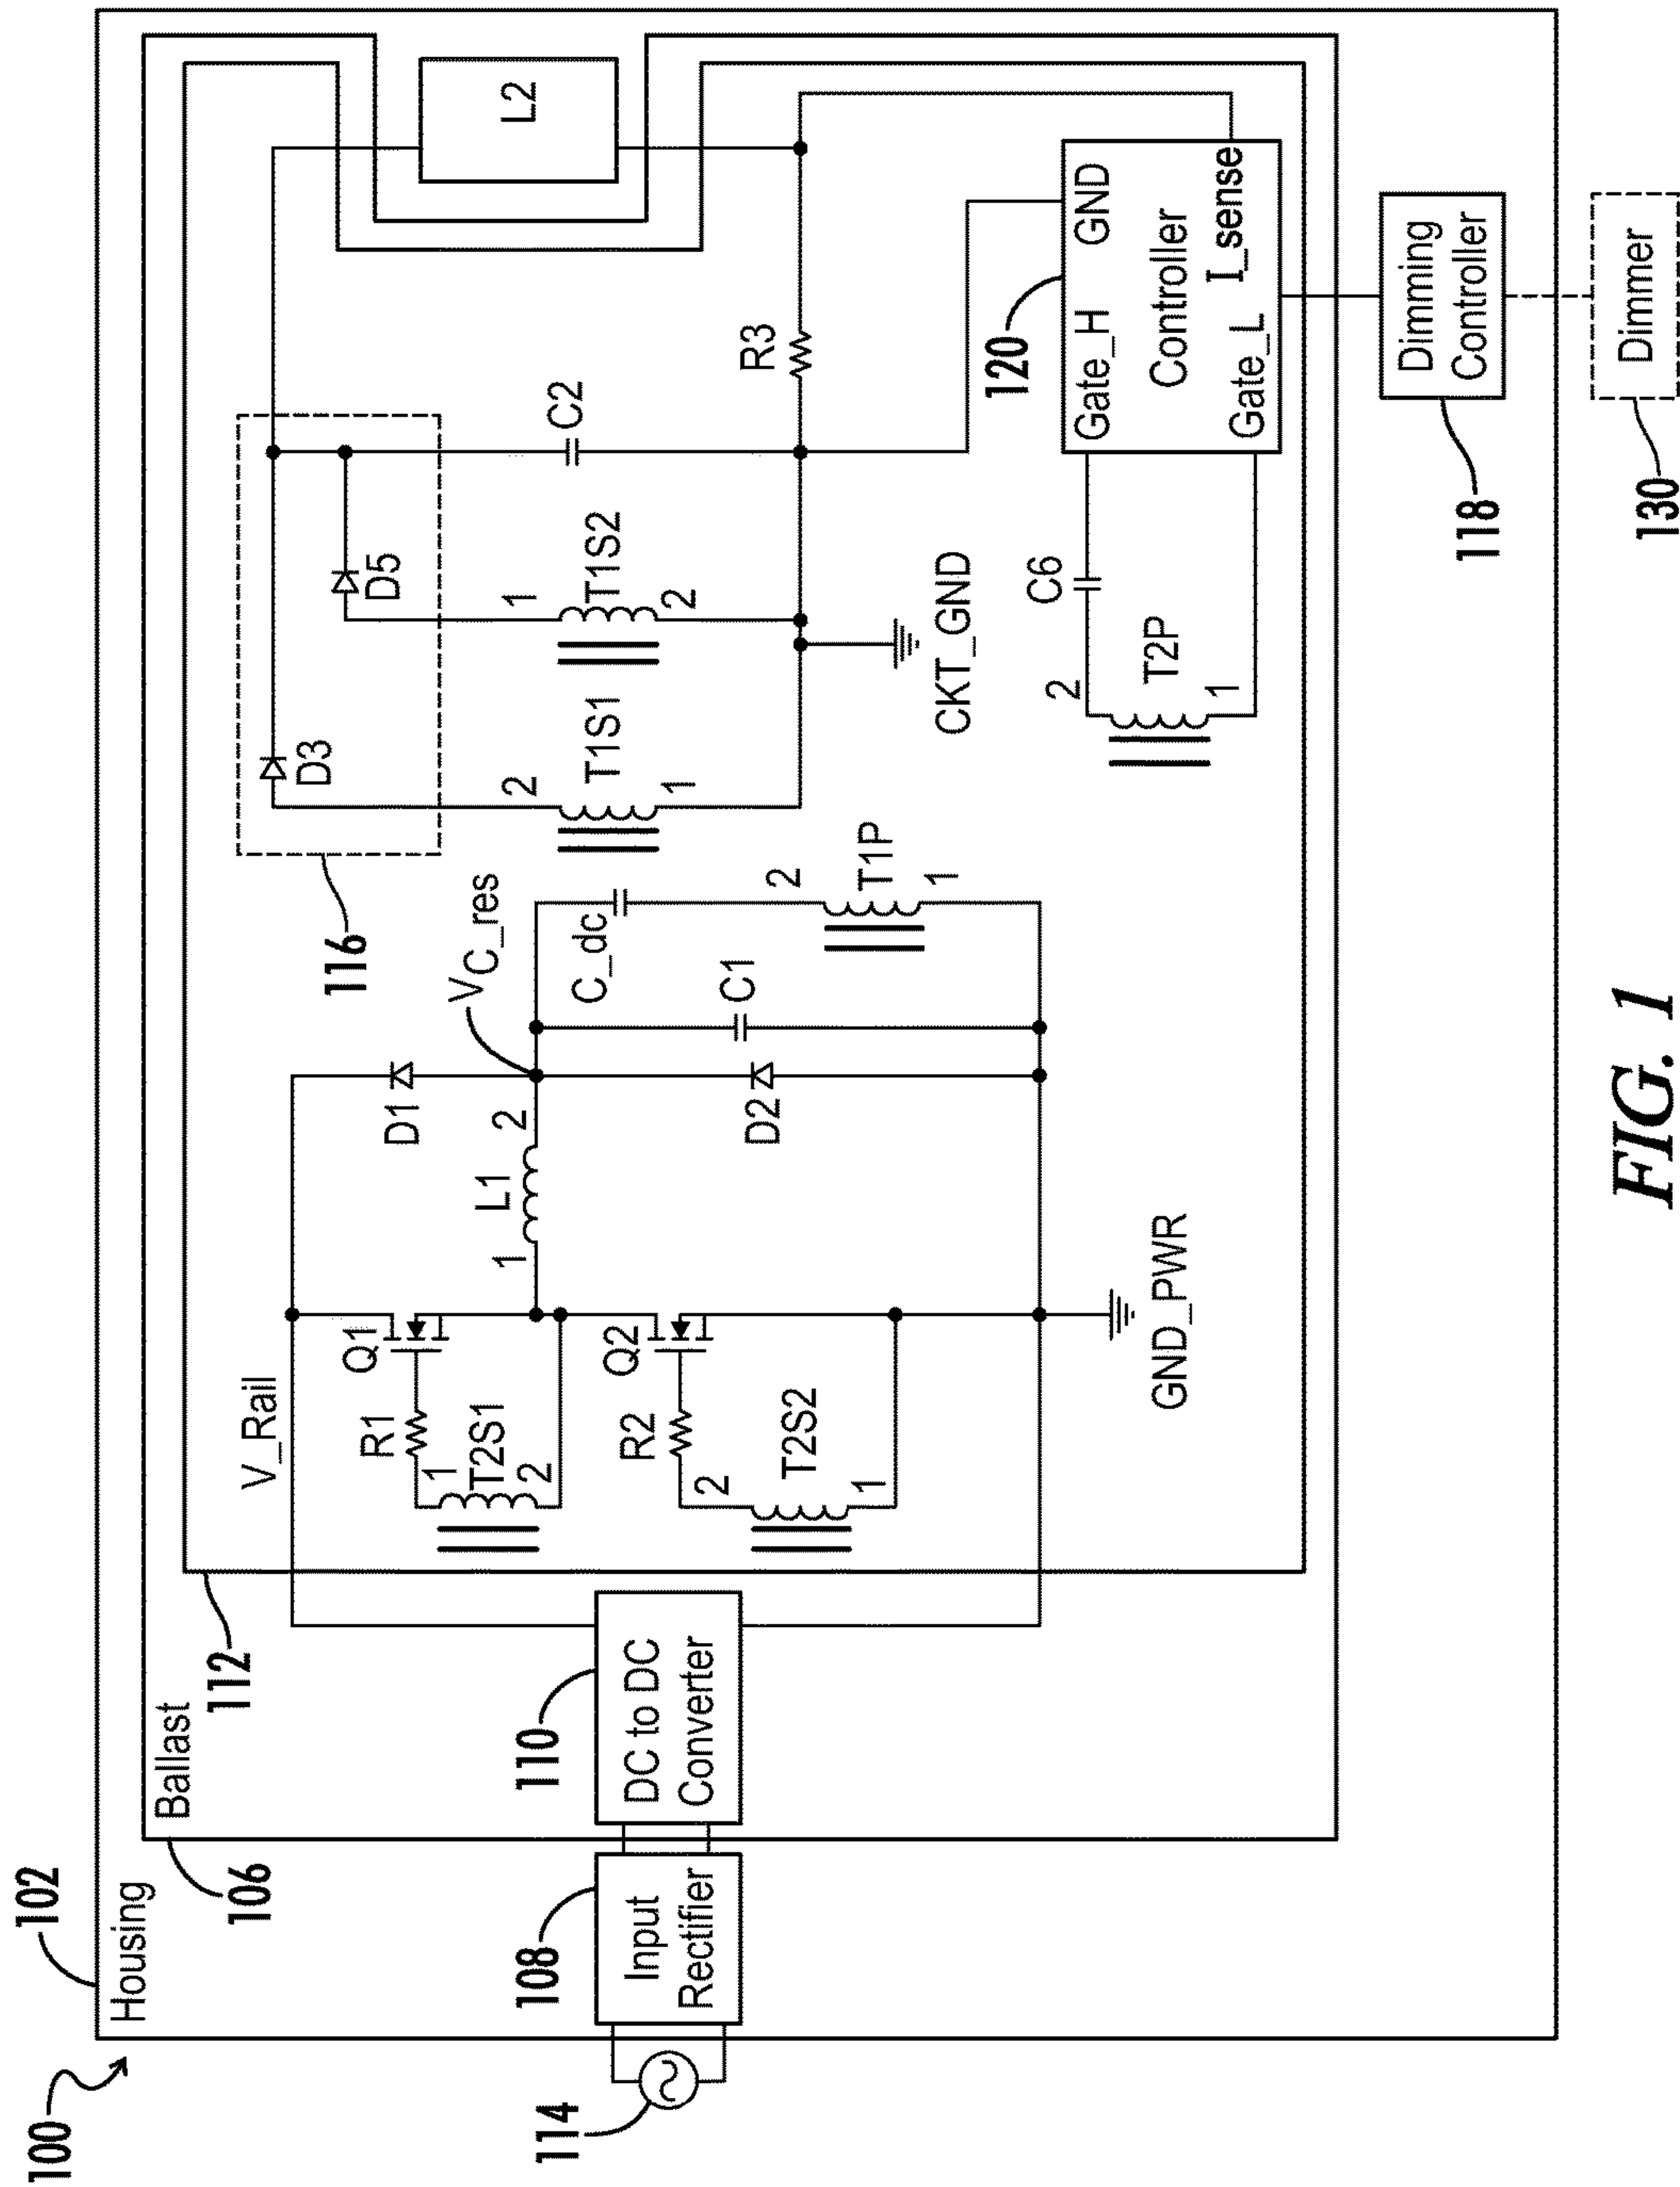 100
102
Housing
106
Ballast
112
114
108
Input
Rectifier
110
DC to DC
Converter
V_Rail
Q1
R1
1
T2S1
2
Q2
R2
2
T2S2
1
GND_PWR
1
L1
2
D1
D2
VC_res
C_dc
C1
2
T1P
1
116
D3
D5
2
T1S1
1
1
T1S2
2
C2
R3
L2
CKT_GND
C6
2
T2P
1
120
Gate_H
GND
Controller
Gate_L
I_sense
118
Dimming
Controller
130
Dimmer
FIG. 1